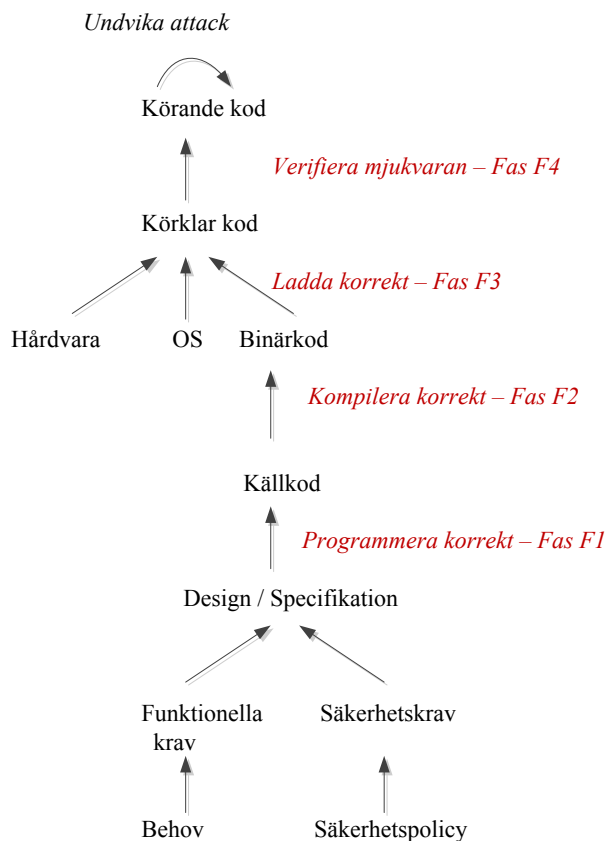 Undvika attack
Körande kod
Verifiera mjukvaran – Fas F4
Körklar kod
Ladda korrekt – Fas F3
Hårdvara OS Binärkod
Kompilera korrekt – Fas F2
Källkod
Programmera korrekt – Fas F1
Design / Specifikation
Funktionella Säkerhetskrav
krav
Behov Säkerhetspolicy